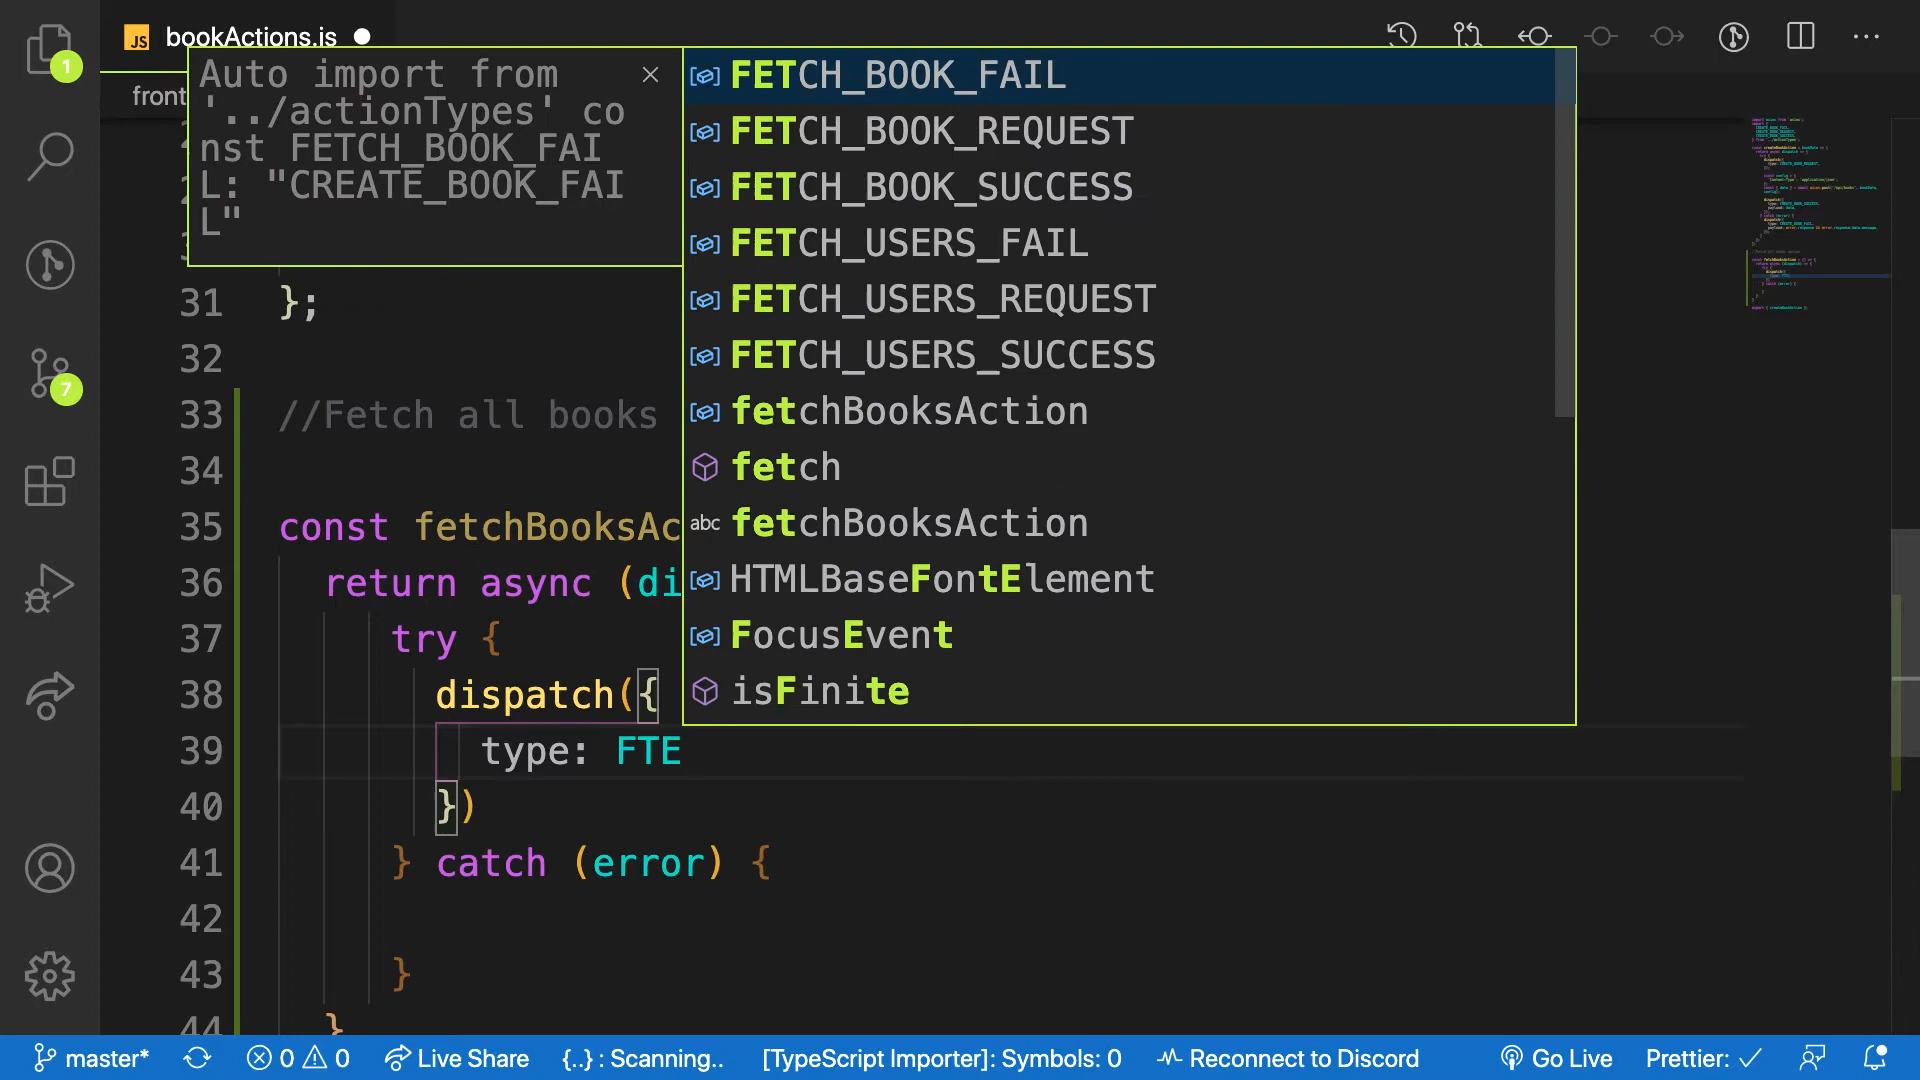 1
JS bookActions.js
Auto import from
'../actionTypes' co
nst FETCH_BOOK_FAI
L: "CREATE_BOOK_FAI
L"
front
FETCH_BOOK_FAIL
FETCH_BOOK_REQUEST
FETCH_BOOK_SUCCESS
FETCH_USERS_FAIL
FETCH_USERS_REQUEST
FETCH_USERS_SUCCESS
fetchBooksAction
fetch
abc fetchBooksAction
HTMLBaseFontElement
FocusEvent
isFinite
31 };
32
7
33 //Fetch all books
34
35 const fetchBooksAc
36 return async (di
37 try {
38 dispatch({
39 type: FTE
40 })
41 } catch (error) {
42
43 }
44 }
master* 0 0 Live Share {..} : Scanning.. [TypeScript Importer]: Symbols: 0 Reconnect to Discord Go Live Prettier: ✓